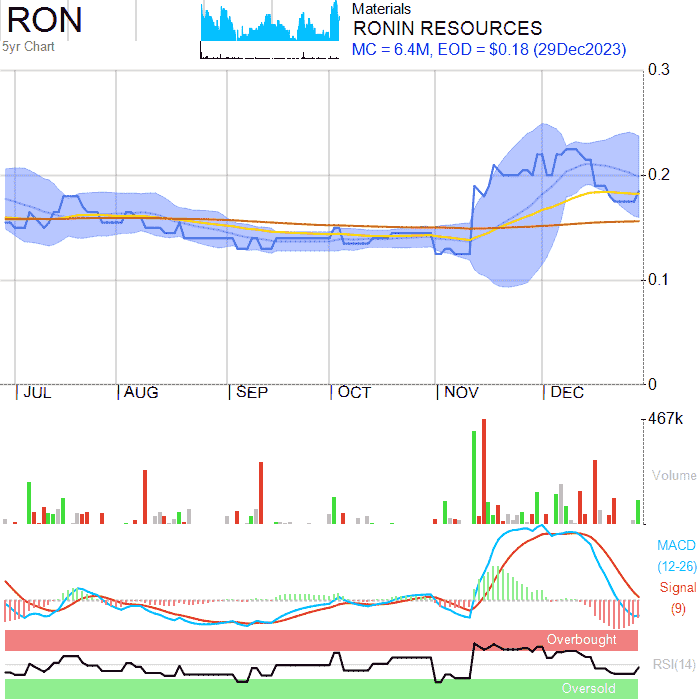 RON
5yr Chart
Materials
RONIN RESOURCES
MC = 6.4M, EOD = $0.18 (29Dec2023)
0.3
0.2
0.1
0
JUL AUG SEP OCT NOV DEC
467k
Volume
MACD
(12-26)
Signal
(9)
Overbought
RSI(14)
Oversold